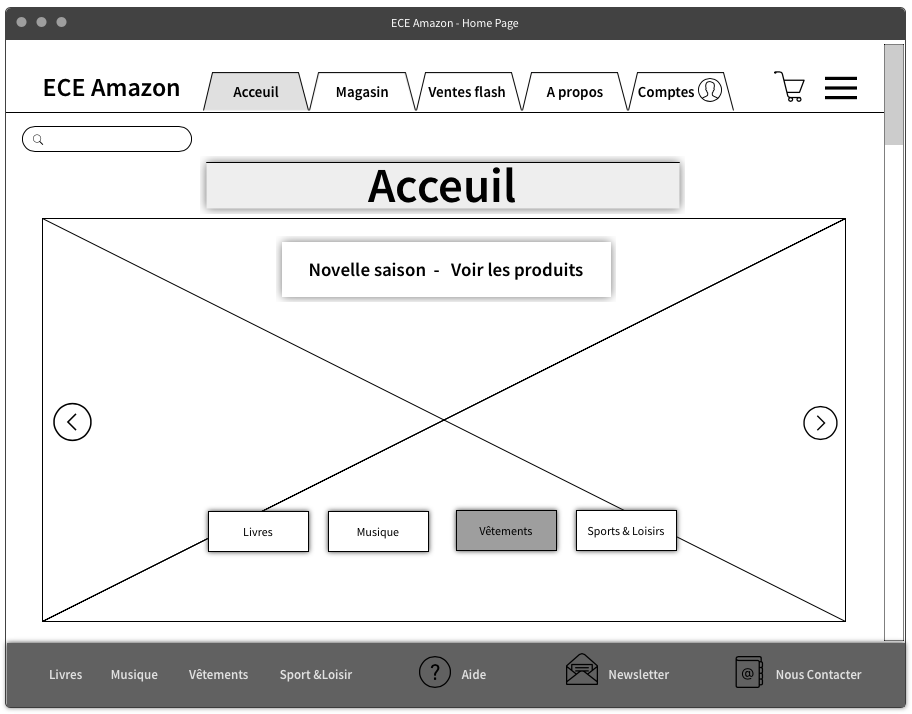 ECE Amazon - Home Page
ECE Amazon
Acceuil
Magasin
Ventes flash
A propos
Comptes
Acceuil
Novelle saison - Voir les produits
Livres
Musique
Vêtements
Sports & Loisirs
Livres
Musique
Vêtements
Sport &Loisir
? Aide
Newsletter
@ Nous Contacter